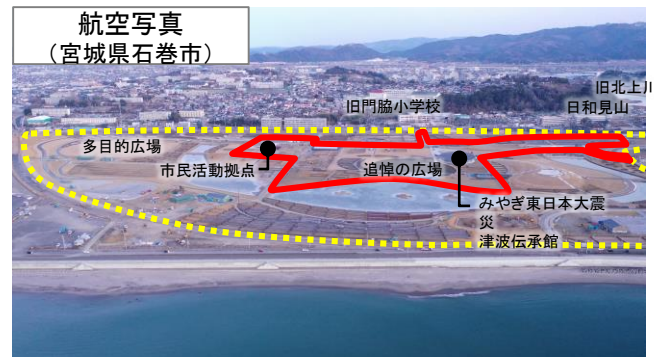 航空写真
（宮城県石巻市）
旧北上川
旧門脇小学校
日和見山
多目的広場
市民活動拠点
追悼の広場
みやぎ東日本大震
災
津波伝承館